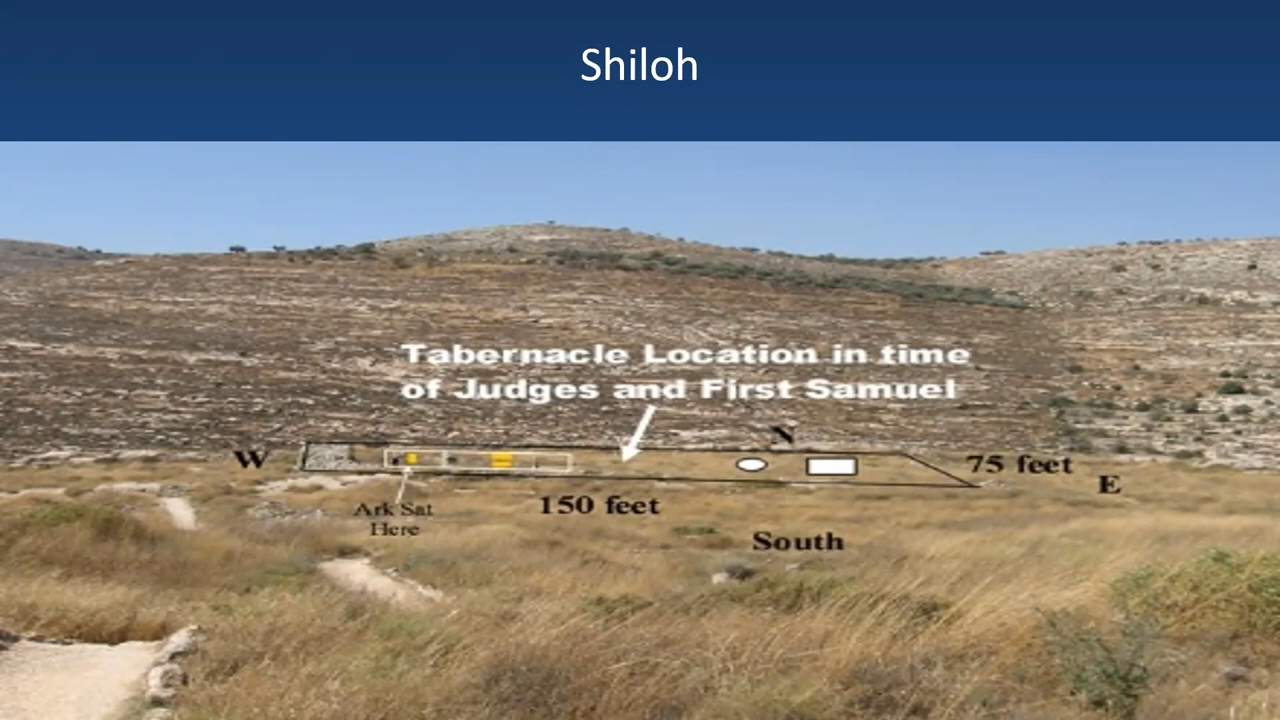 Shiloh
Tabernacle Location in time
of Judges and First Samuel
N
W
75 feet
E
Ark Sat
Here
150 feet
South